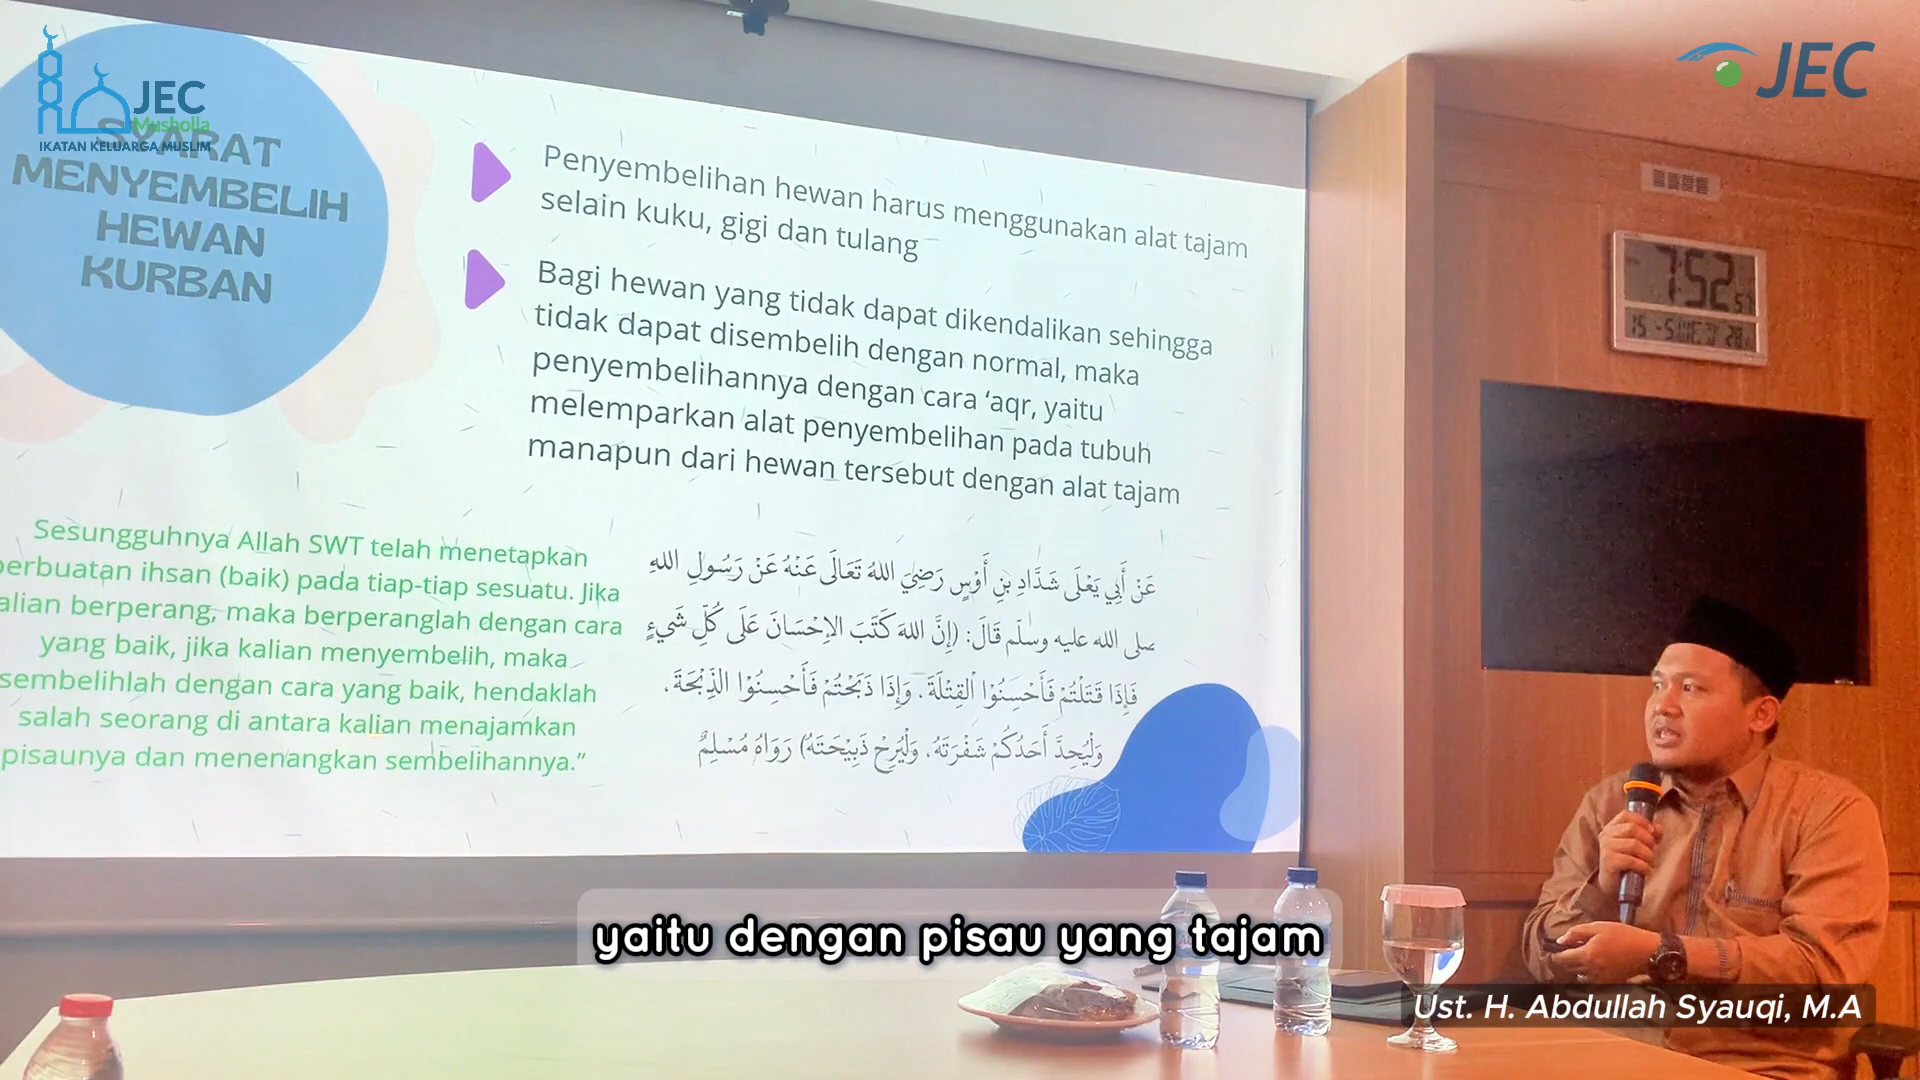 JEC
Musholla
IKATAN KELUARGA MUSLIM
JEC
SYARAT
MENYEMBELIH
HEWAN
KURBAN
Penyembelihan hewan harus menggunakan alat tajam
selain kuku, gigi dan tulang
Bagi hewan yang tidak dapat dikendalikan sehingga
tidak dapat disembelih dengan normal, maka
penyembelihannya dengan cara ‘aqr, yaitu
melemparkan alat penyembelihan pada tubuh
manapun dari hewan tersebut dengan alat tajam
Sesungguhnya Allah SWT telah menetapkan
perbuatan ihsan (baik) pada tiap-tiap sesuatu. Jika
alian berperang, maka berperanglah dengan cara
yang baik, jika kalian menyembelih, maka
sembelihlah dengan cara yang baik, hendaklah
salah seorang di antara kalian menajamkan
pisaunya dan menenangkan sembelihannya.”
عَنْ أَبِي يَعْلَى شَدَّادِ بنِ أَوْسٍ رَضِيَ اللهُ تَعَالَى عَنْهُ عَنْ رَسُولِ اللهِ
صلى الله عليه وسلم قَالَ: (إِنَّ اللهَ كَتَبَ الإِحْسَانَ عَلَى كُلِّ شَيءٍ
فَإِذَا قَتَلْتُمْ فَأَحْسِنُوْا الْقِتْلَةَ، وَإِذَا ذَبَحْتُمْ فَأَحْسِنُوْا الذِّبْحَةَ،
وَلْيُحِدَّ أَحَدُكُمْ شَفْرَتَهُ، وَلْيُرِحْ ذَبِيْحَتَهُ) رَوَاهُ مُسْلِمٌ
7:52
yaitu dengan pisau yang tajam
Ust. H. Abdullah Syauqi, M.A